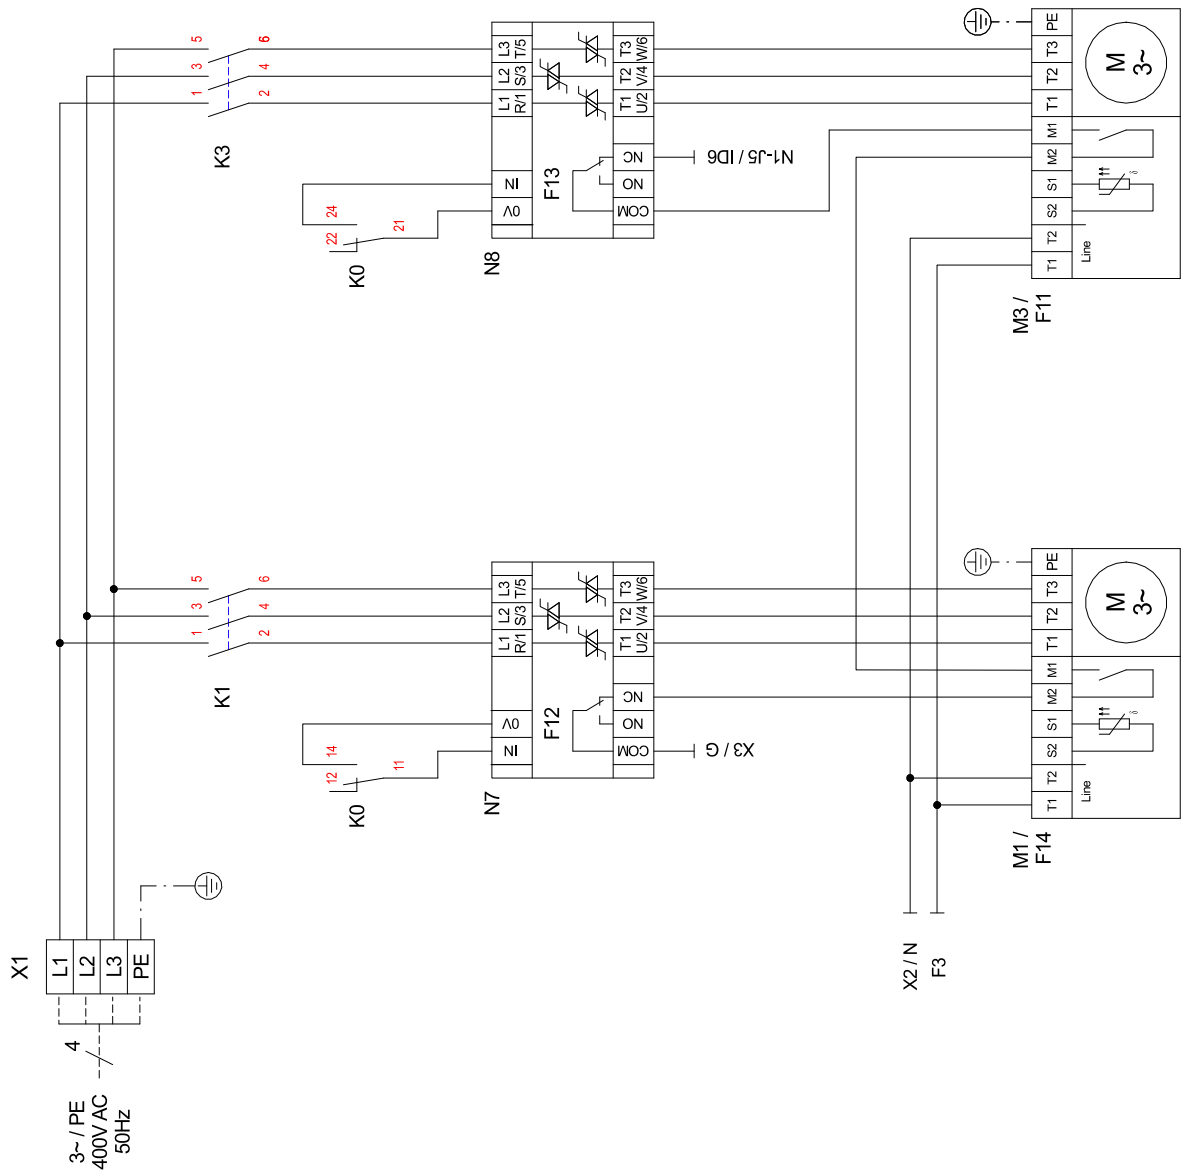 X1
L1
L2
L3
PE
4
3~ / PE
400V AC
50Hz
K1
1
3
5
2
4
6
K3
1
3
5
2
4
6
K0
12
14
11
K0
22
24
21
N7
F12
L1
R/1
L2
S/3
L3
T/5
0V
IN
T1
U/2
T2
V/4
T3
W/6
NC
NO
COM
X3 / G
N8
F13
L1
R/1
L2
S/3
L3
T/5
IN
0V
T1
U/2
T2
V/4
T3
W/6
NC
NO
COM
N1-J5 / ID6
M1 /
F14
PE
T3
T2
T1
M1
M2
S1
S2
T2
T1
Line
M
3~
M3 /
F11
PE
T3
T2
T1
M1
M2
S1
S2
T2
T1
Line
M
3~
X2 / N
F3